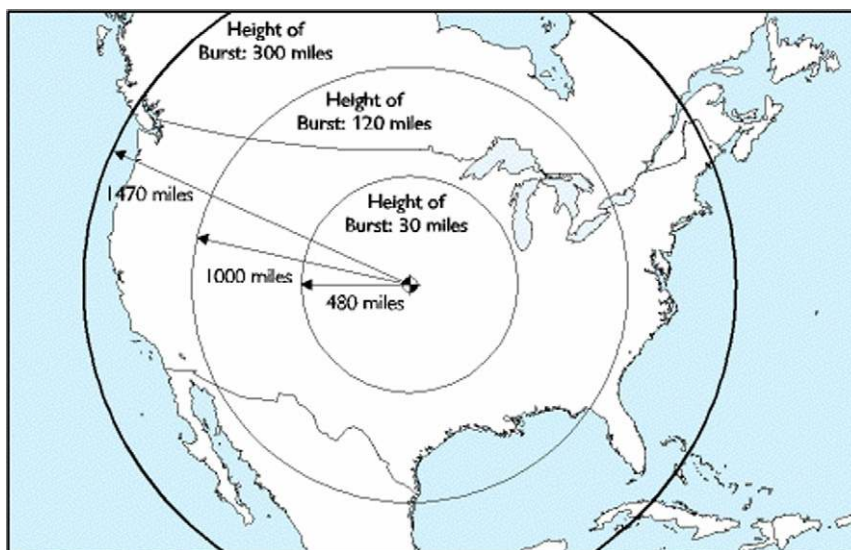 Height of
Burst: 300 miles
Height of
Burst: 120 miles
1470 miles
Height of
Burst: 30 miles
1000 miles
480 miles